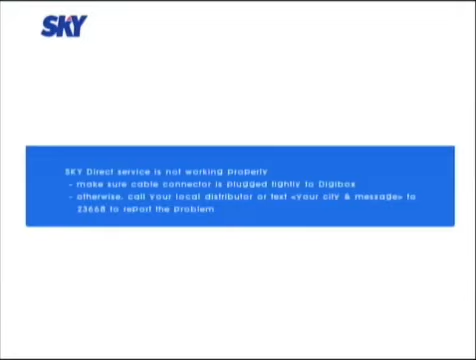 SKY
SKY Direct service is not working properly
- make sure cable connector is plugged tightly to Digibox
- otherwise, call your local distributor or text <your city & message> to
23668 to report the problem